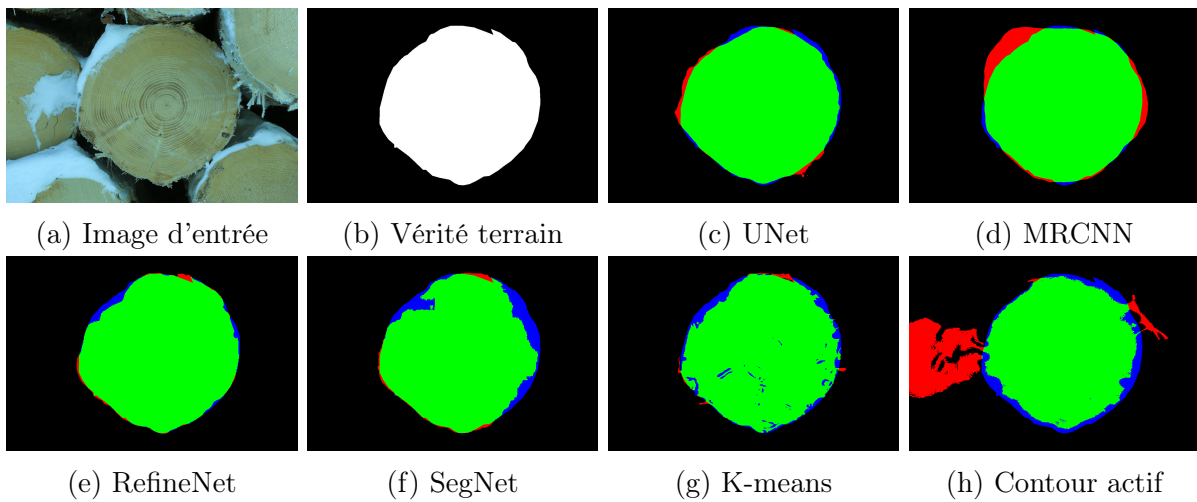 (a) Image d'entrée
(b) Vérité terrain
(c) UNet
(d) MRCNN
(e) RefineNet
(f) SegNet
(g) K-means
(h) Contour actif